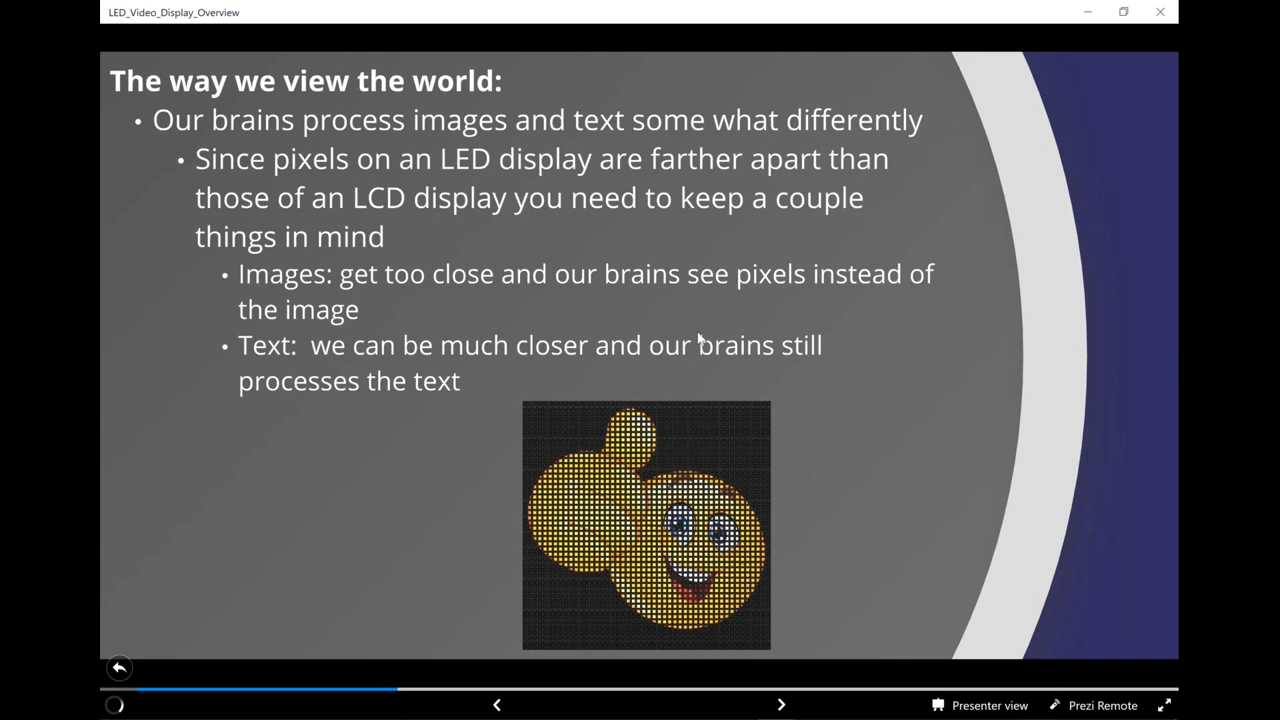 LED_Video_Display_Overview
The way we view the world:
• Our brains process images and text some what differently
• Since pixels on an LED display are farther apart than
those of an LCD display you need to keep a couple
things in mind
• Images: get too close and our brains see pixels instead of
the image
• Text:  we can be much closer and our brains still
processes the text
Presenter view
Prezi Remote